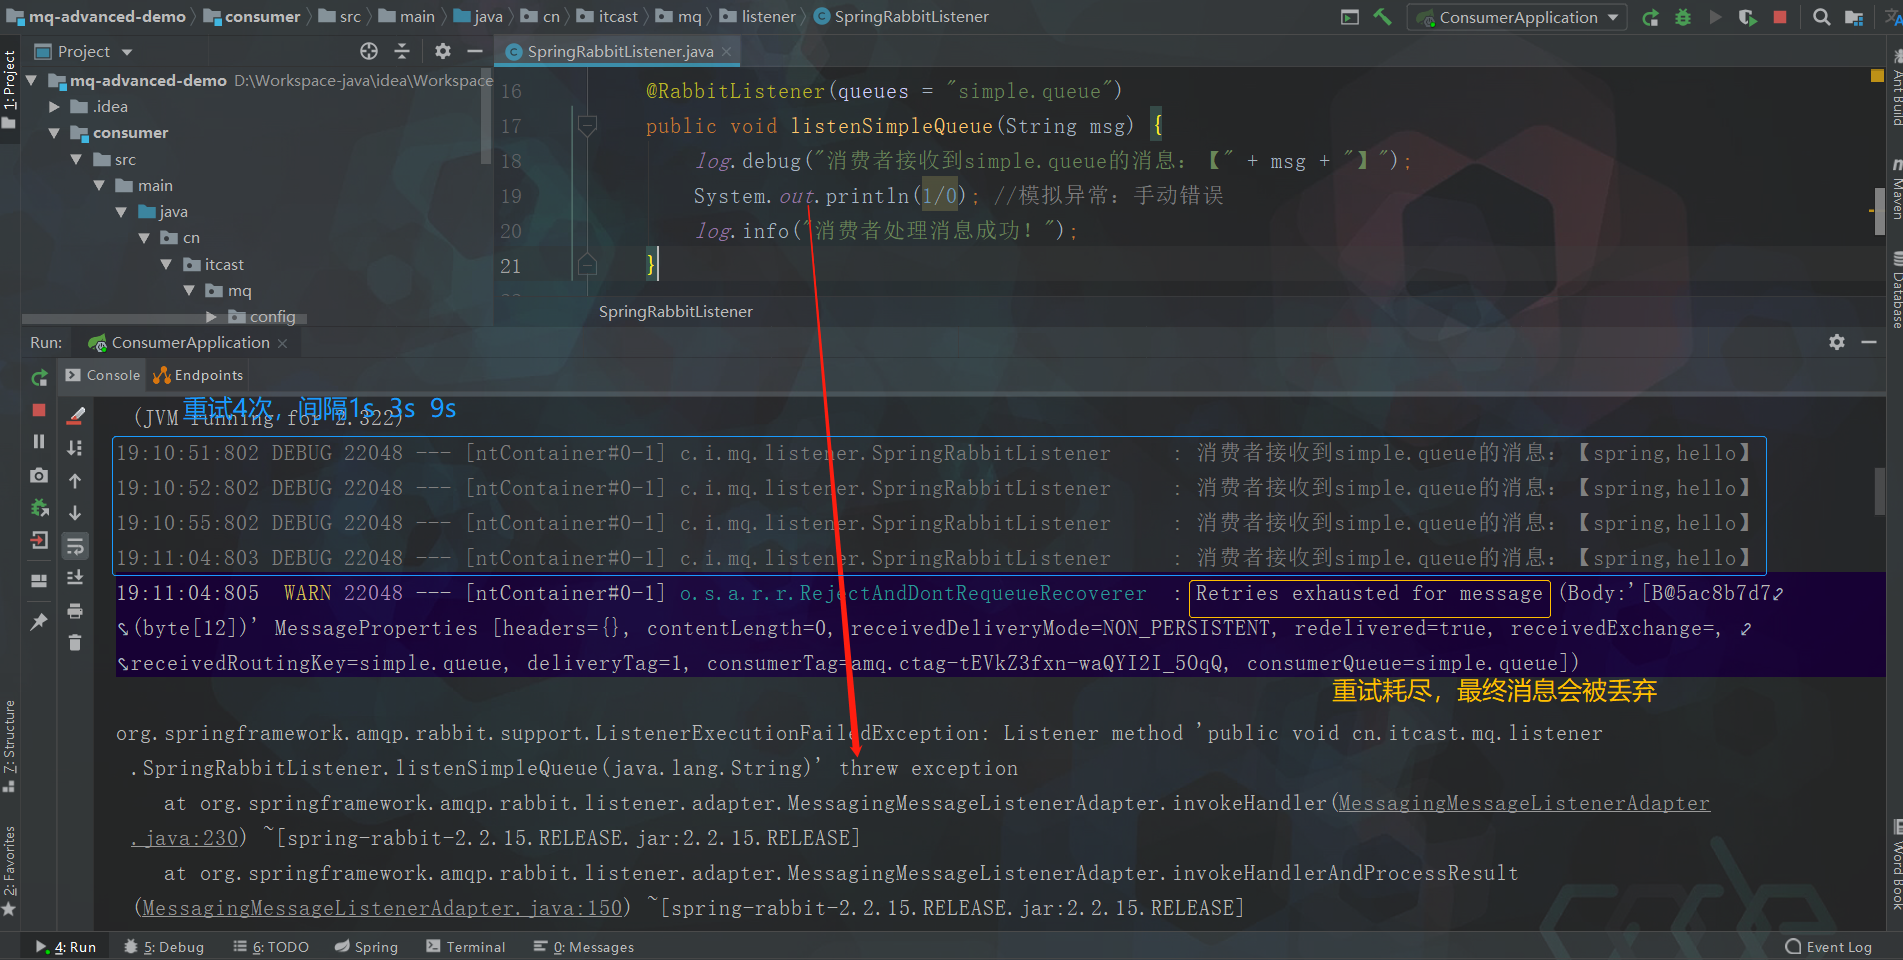 mq-advanced-demo consumer src main java cn itcast mq listener SpringRabbitListener ConsumerApplication
Project SpringRabbitListener.java
mq-advanced-demo D:\Workspace-java\idea\Workspace
.idea
consumer
src
main
java
cn
itcast
mq
config
16 @RabbitListener(queues = "simple.queue")
17 public void listenSimpleQueue(String msg) {
18 log.debug("消费者接收到simple.queue的消息：【" + msg + "】");
19 System.out.println(1/0); //模拟异常：手动错误
20 log.info("消费者处理消息成功！");
21 }
SpringRabbitListener
Run: ConsumerApplication
Console Endpoints
重试4次，间隔1s 3s 9s
(JVM running for 2.322)
19:10:51:802 DEBUG 22048 --- [ntContainer#0-1] c.i.mq.listener.SpringRabbitListener : 消费者接收到simple.queue的消息：【spring,hello】
19:10:52:802 DEBUG 22048 --- [ntContainer#0-1] c.i.mq.listener.SpringRabbitListener : 消费者接收到simple.queue的消息：【spring,hello】
19:10:55:802 DEBUG 22048 --- [ntContainer#0-1] c.i.mq.listener.SpringRabbitListener : 消费者接收到simple.queue的消息：【spring,hello】
19:11:04:803 DEBUG 22048 --- [ntContainer#0-1] c.i.mq.listener.SpringRabbitListener : 消费者接收到simple.queue的消息：【spring,hello】
19:11:04:805 WARN 22048 --- [ntContainer#0-1] o.s.a.r.r.RejectAndDontRequeueRecoverer : Retries exhausted for message (Body:'[B@5ac8b7d7
(byte[12])' MessageProperties [headers={}, contentLength=0, receivedDeliveryMode=NON_PERSISTENT, redelivered=true, receivedExchange=,
receivedRoutingKey=simple.queue, deliveryTag=1, consumerTag=amq.ctag-tEVkZ3fxn-waQYI2I_5OqQ, consumerQueue=simple.queue])
重试耗尽，最终消息会被丢弃
org.springframework.amqp.rabbit.support.ListenerExecutionFailedException: Listener method 'public void cn.itcast.mq.listener
.SpringRabbitListener.listenSimpleQueue(java.lang.String)' threw exception
at org.springframework.amqp.rabbit.listener.adapter.MessagingMessageListenerAdapter.invokeHandler(MessagingMessageListenerAdapter
.java:230) ~[spring-rabbit-2.2.15.RELEASE.jar:2.2.15.RELEASE]
at org.springframework.amqp.rabbit.listener.adapter.MessagingMessageListenerAdapter.invokeHandlerAndProcessResult
(MessagingMessageListenerAdapter.java:150) ~[spring-rabbit-2.2.15.RELEASE.jar:2.2.15.RELEASE]
4: Run 5: Debug 6: TODO Spring Terminal 0: Messages Event Log
1: Project
7: Structure
2: Favorites
Ant Build
Maven
Database
Word Book
code